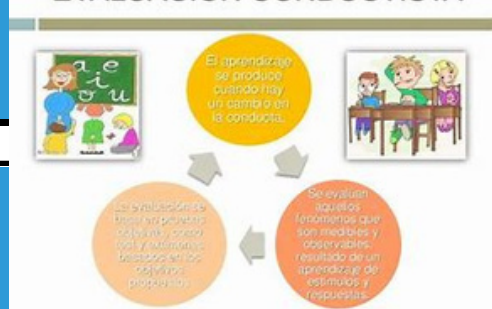 EVALUACIÓN CONDUCTISTA
a e
i
o u
El aprendizaje
se produce
cuando hay
un cambio en
la conducta.
Se evalúan
aquellos
fenómenos que
son medibles y
observables,
resultado de un
aprendizaje de
estímulos y
respuestas.
La evaluación se
basa en pruebas
objetivas, como
test y exámenes
basados en los
objetivos
propuestos.